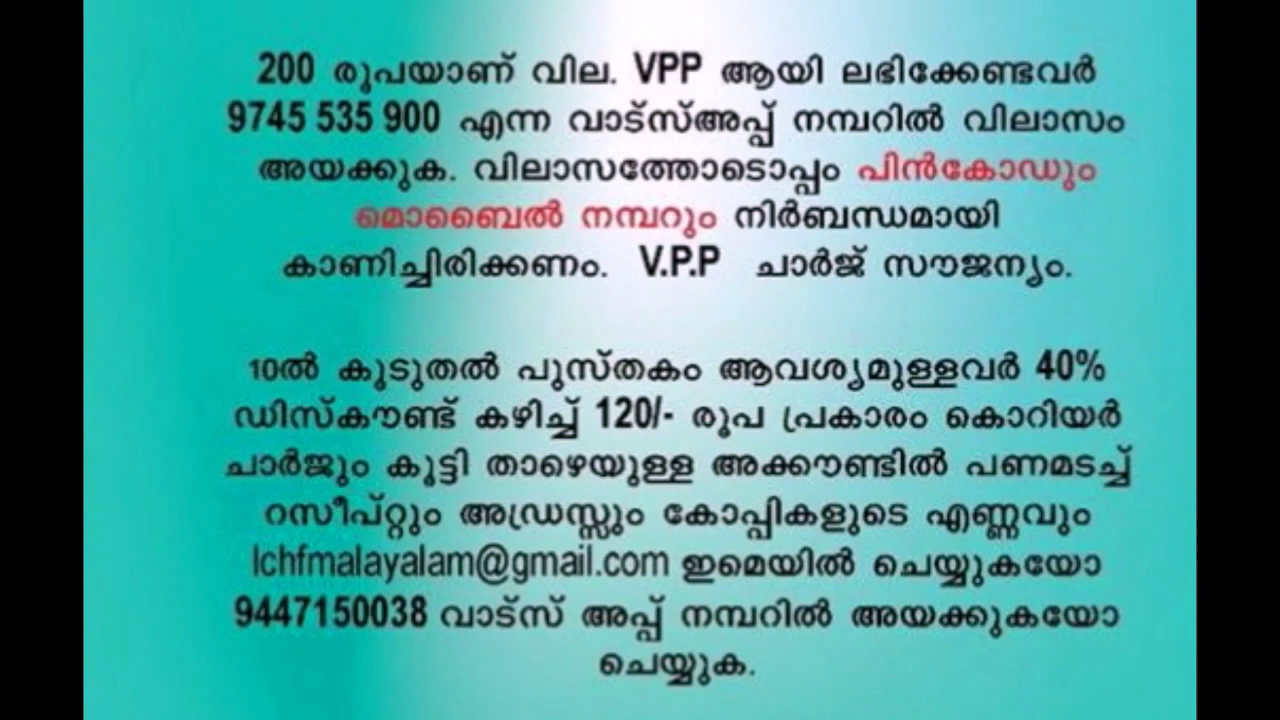 200 രൂപയാണ് വില. VPP ആയി ലഭിക്കേണ്ടവർ
9745 535 900 എന്ന വാട്സ്അപ്പ് നമ്പറിൽ വിലാസം
അയക്കുക. വിലാസത്തോടൊപ്പം പിൻകോഡും
മൊബൈൽ നമ്പറും നിർബന്ധമായി
കാണിച്ചിരിക്കണം. V.P.P ചാർജ് സൗജന്യം.
10ൽ കൂടുതൽ പുസ്തകം ആവശ്യമുള്ളവർ 40%
ഡിസ്കൗണ്ട് കഴിച്ച് 120/- രൂപ പ്രകാരം കൊറിയർ
ചാർജും കൂട്ടി താഴെയുള്ള അക്കൗണ്ടിൽ പണമടച്ച്
റസീപ്റ്റും അഡ്രസ്സും കോപ്പികളുടെ എണ്ണവും
lchfmalayalam@gmail.com ഇമെയിൽ ചെയ്യുകയോ
9447150038 വാട്സ് അപ്പ് നമ്പറിൽ അയക്കുകയോ
ചെയ്യുക.